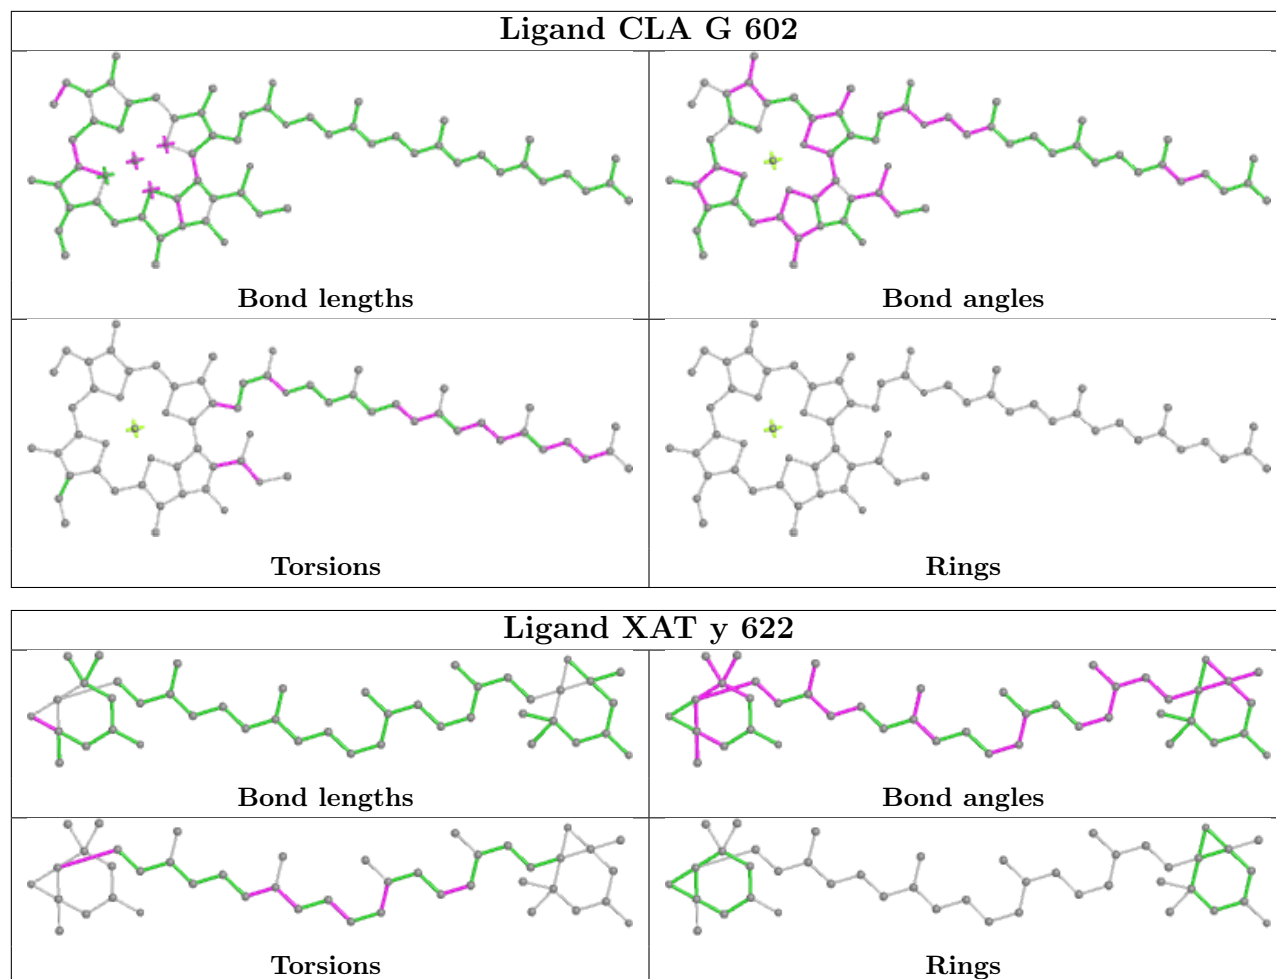 Ligand CLA G 602
Bond lengths
Bond angles
Torsions
Rings
Ligand XAT y 622
Bond lengths
Bond angles
Torsions
Rings